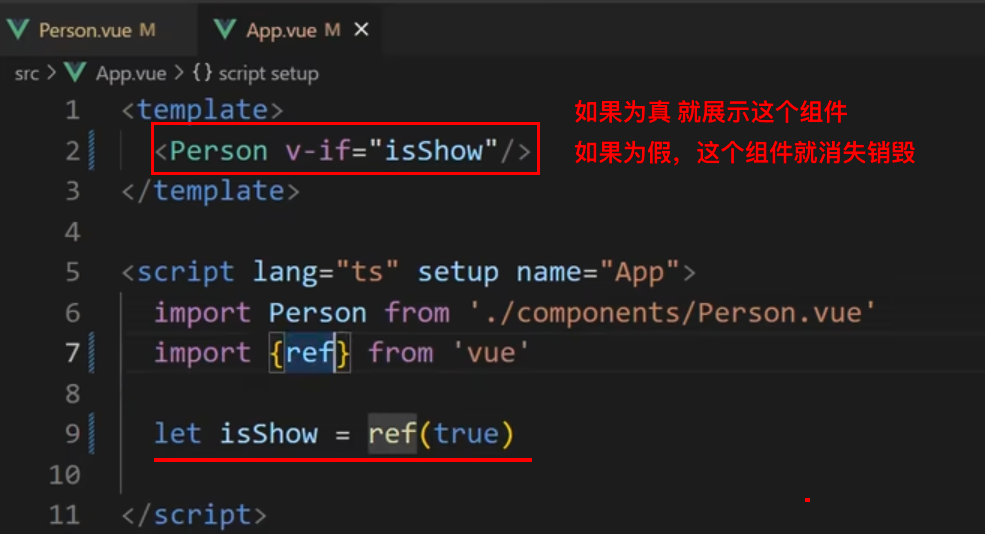 Person.vue M App.vue M ×
src > App.vue > {} script setup
1 <template> 如果为真 就展示这个组件
2 <Person v-if="isShow"/> 如果为假，这个组件就消失销毁
3 </template>
4
5 <script lang="ts" setup name="App">
6 import Person from './components/Person.vue'
7 import {ref} from 'vue'
8
9 let isShow = ref(true)
10
11 </script>